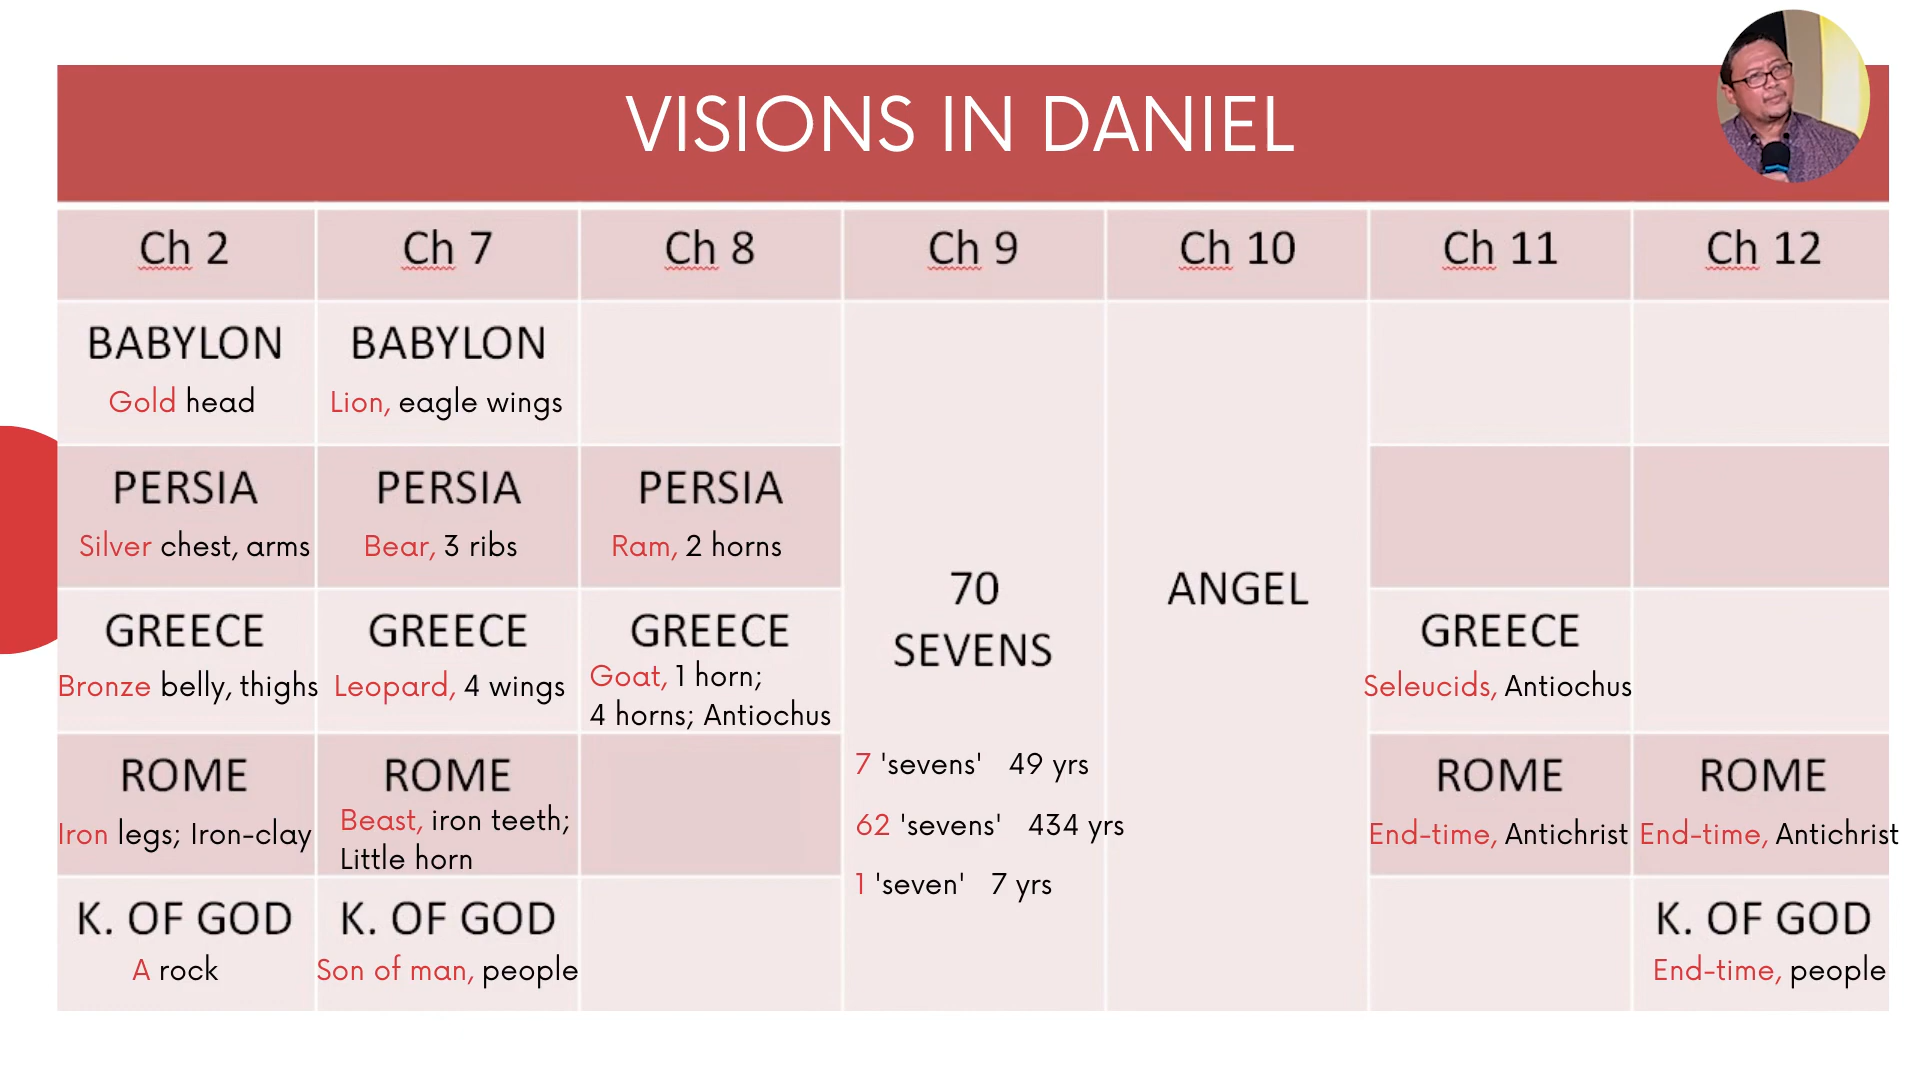 VISIONS IN DANIEL
Ch 2
Ch 7
Ch 8
Ch 9
Ch 10
Ch 11
Ch 12
BABYLON
Gold head
BABYLON
Lion, eagle wings
PERSIA
Silver chest, arms
PERSIA
Bear, 3 ribs
PERSIA
Ram, 2 horns
GREECE
Bronze belly, thighs
GREECE
Leopard, 4 wings
GREECE
Goat, 1 horn;
4 horns; Antiochus
70
SEVENS
7 'sevens' 49 yrs
62 'sevens' 434 yrs
1 'seven' 7 yrs
ANGEL
GREECE
Seleucids, Antiochus
ROME
Iron legs; Iron-clay
ROME
Beast, iron teeth;
Little horn
ROME
End-time, Antichrist
ROME
End-time, Antichrist
K. OF GOD
A rock
K. OF GOD
Son of man, people
K. OF GOD
End-time, people